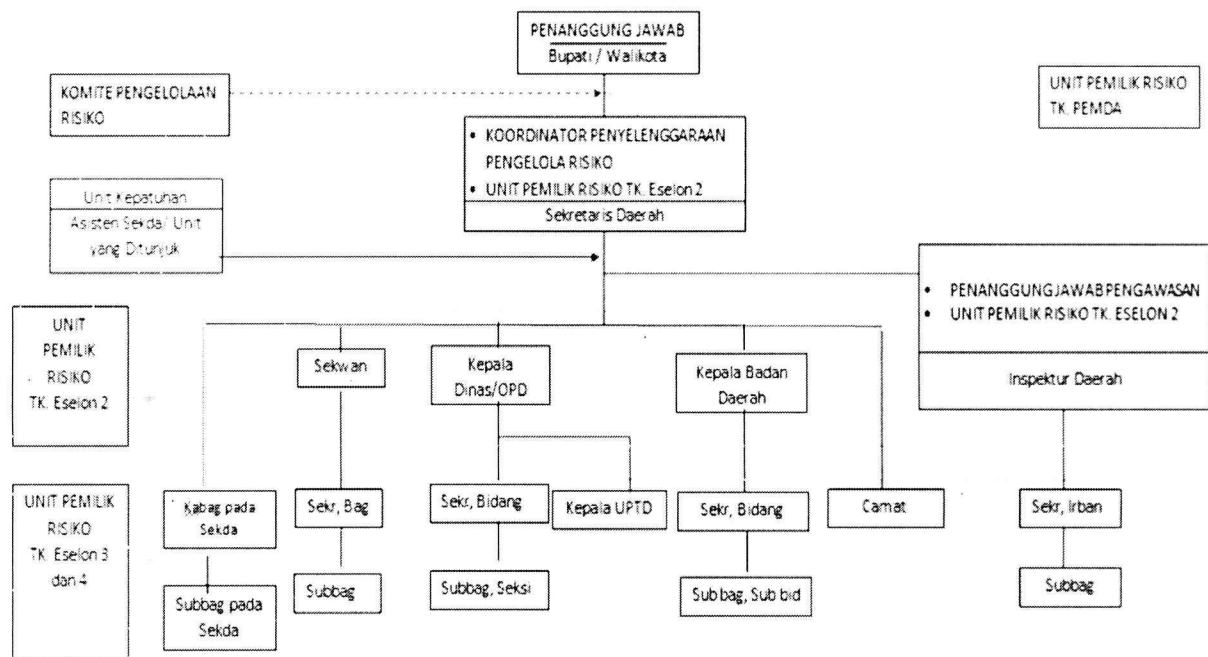 PENANGGUNG JAWAB
Bupati / Walikota
KOMITE PENGELOLAAN
RISIKO
UNIT PEMILIK RISIKO
TK. PEMDA
• KOORDINATOR PENYELENGGARAAN
PENGELOLA RISIKO
• UNIT PEMILIK RISIKO TK. Eselon 2
Sekretaris Daerah
Unit Kepatuhan
Asisten Sekda/ Unit
yang Ditunjuk
• PENANGGUNG JAWAB PENGAWASAN
• UNIT PEMILIK RISIKO TK. ESELON 2
Inspektur Daerah
UNIT
PEMILIK
RISIKO
TK. Eselon 2
Sekwan
Kepala
Dinas/OPD
Kepala Badan
Daerah
UNIT PEMILIK
RISIKO
TK. Eselon 3
dan 4
Kabag pada
Sekda
Sekr, Bag
Sekr, Bidang
Kepala UPTD
Sekr, Bidang
Camat
Sekr, Irban
Subbag pada
Sekda
Subbag
Subbag, Seksi
Sub bag, Sub bid
Subbag